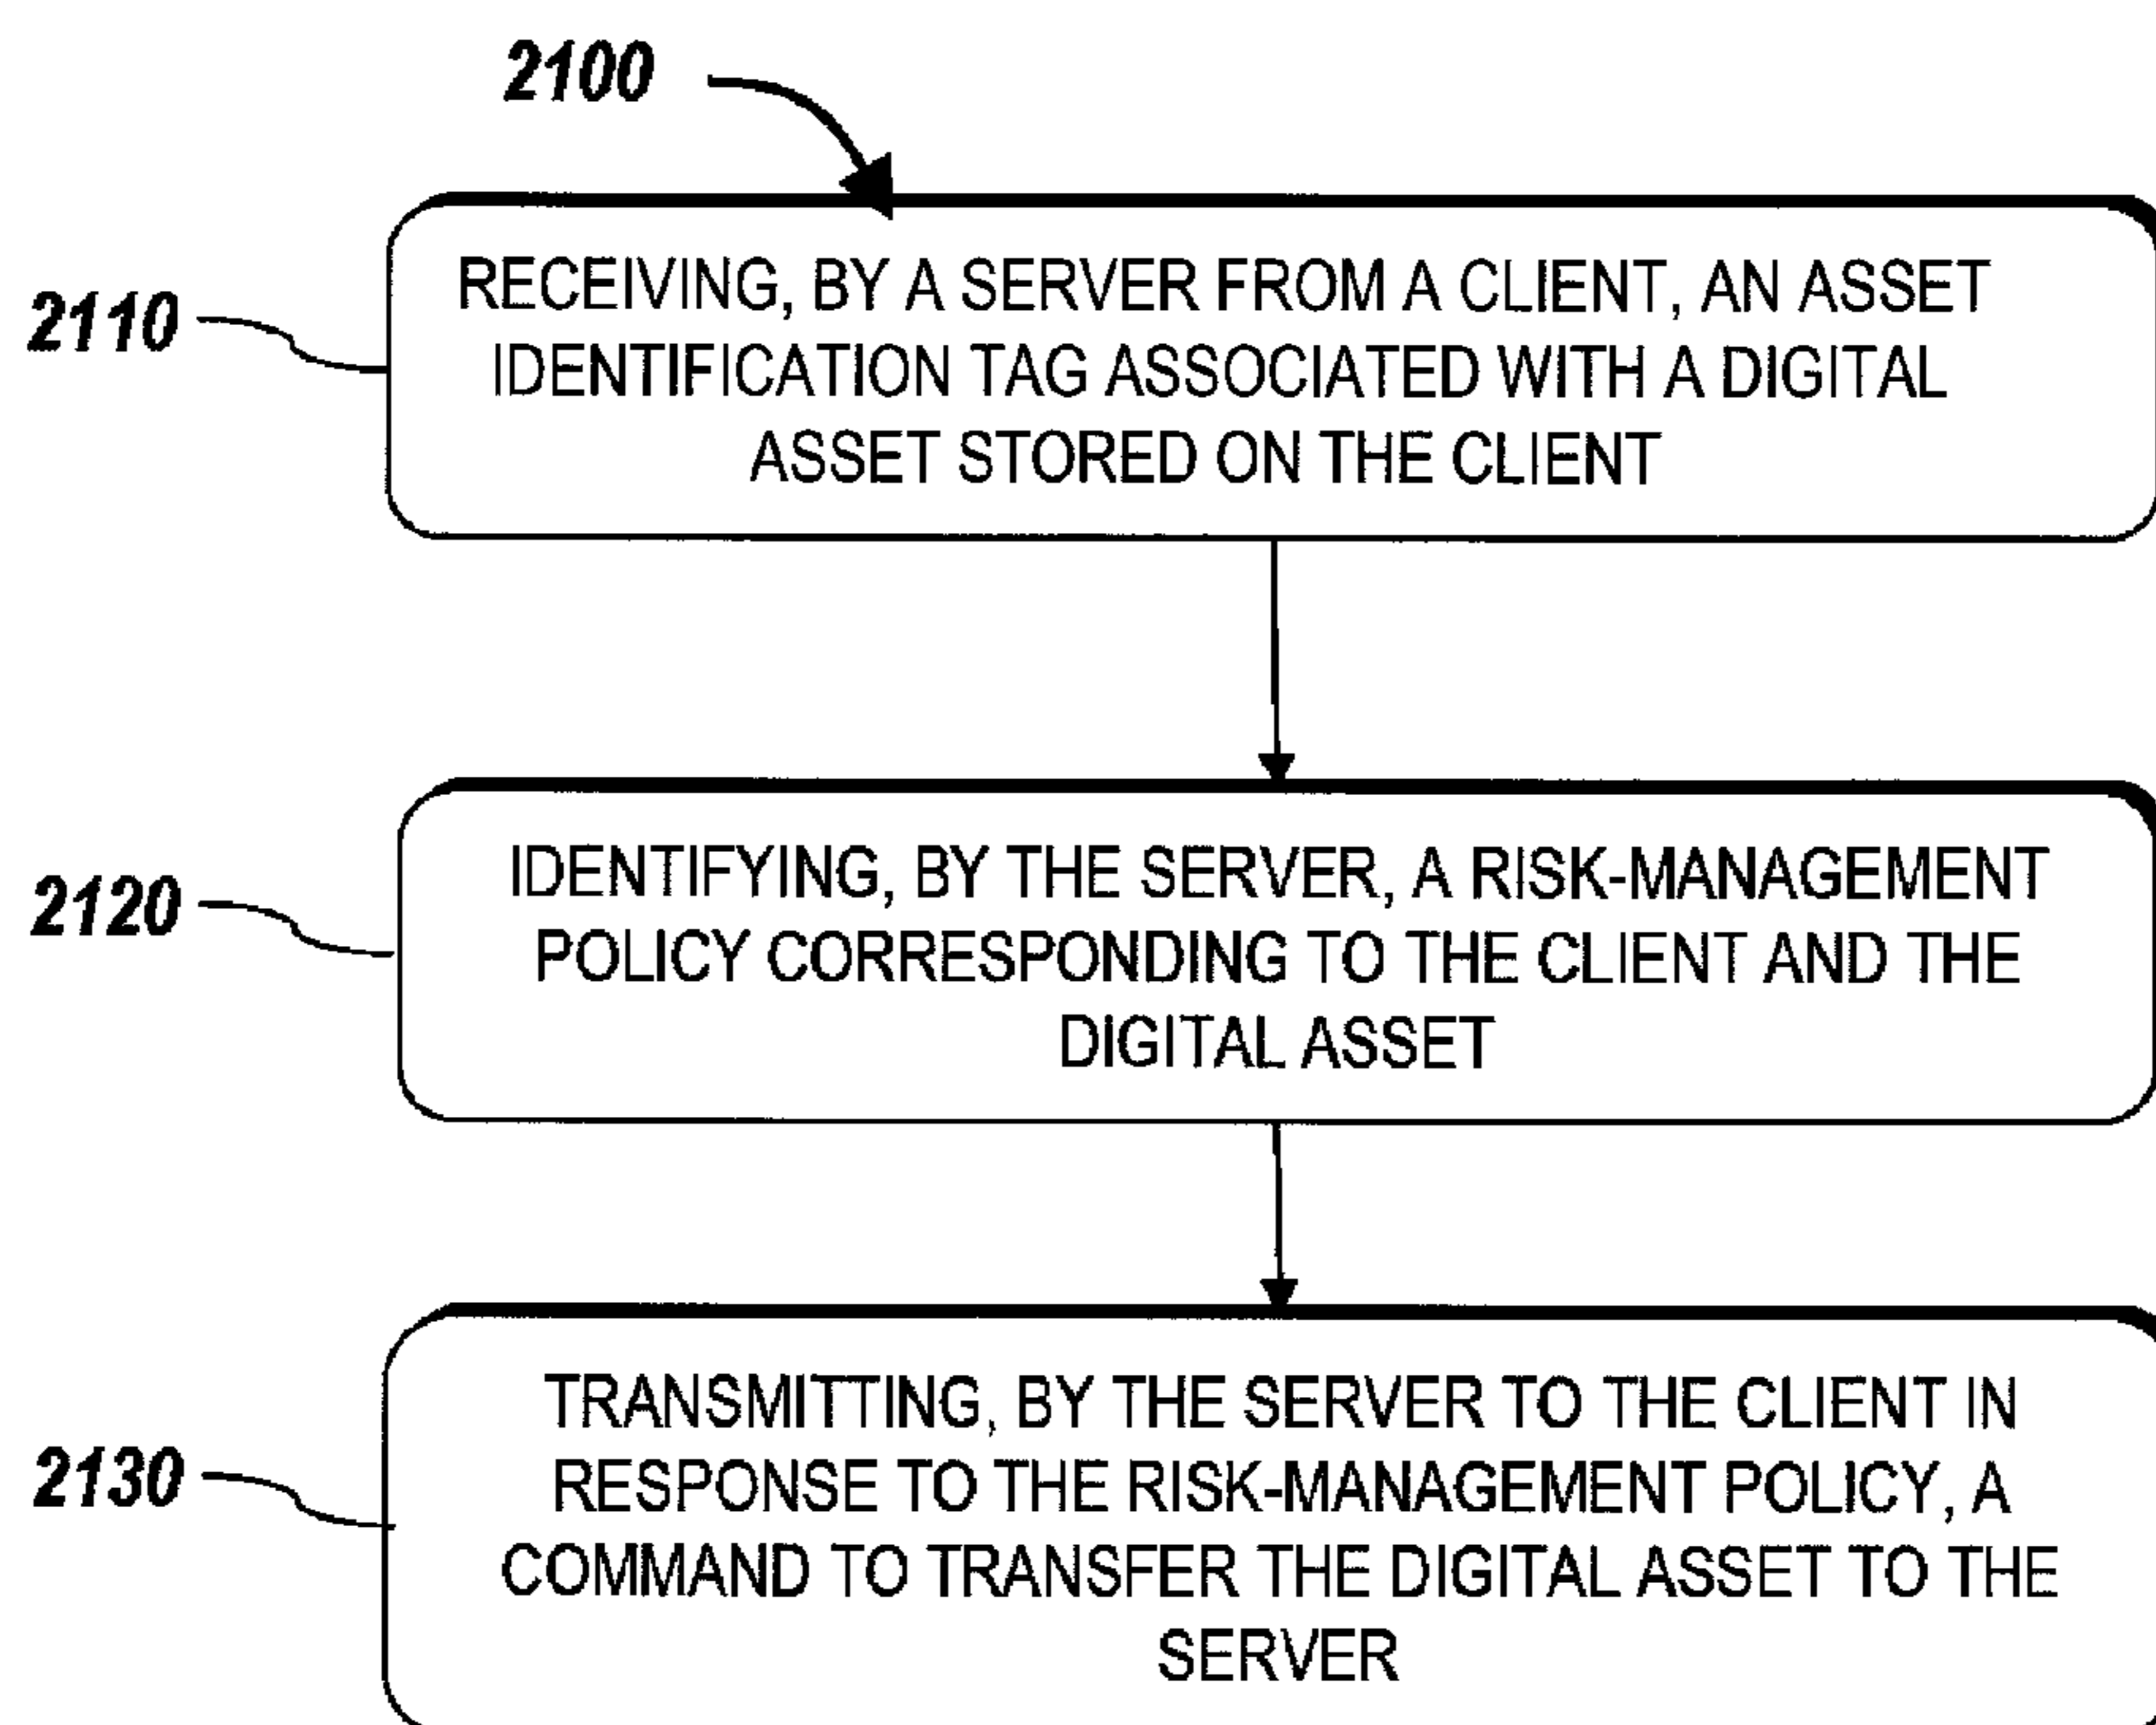 2100
2110
RECEIVING, BY A SERVER FROM A CLIENT, AN ASSET
IDENTIFICATION TAG ASSOCIATED WITH A DIGITAL
ASSET STORED ON THE CLIENT
2120
IDENTIFYING, BY THE SERVER, A RISK-MANAGEMENT
POLICY CORRESPONDING TO THE CLIENT AND THE
DIGITAL ASSET
2130
TRANSMITTING, BY THE SERVER TO THE CLIENT IN
RESPONSE TO THE RISK-MANAGEMENT POLICY, A
COMMAND TO TRANSFER THE DIGITAL ASSET TO THE
SERVER